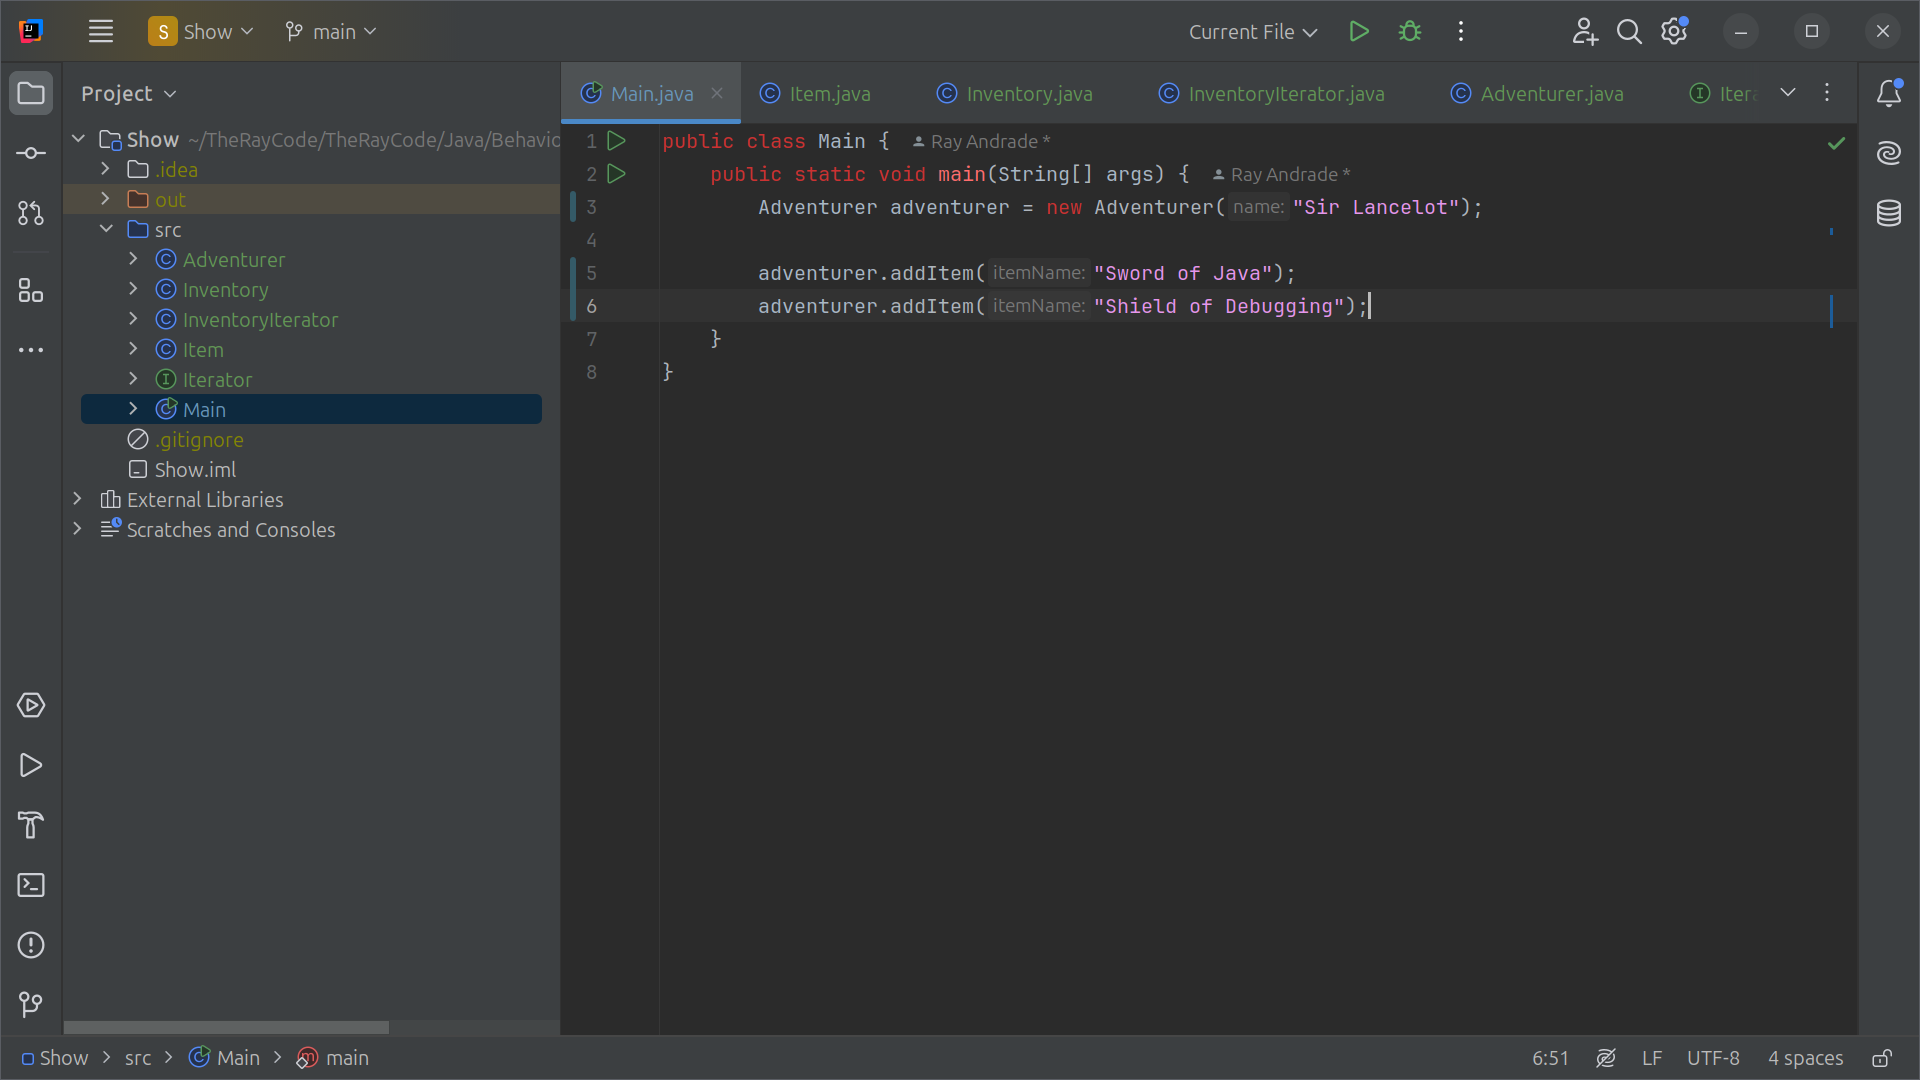 S Show main Current File
Project
Main.java Item.java Inventory.java InventoryIterator.java Adventurer.java Itera
Show ~/TheRayCode/TheRayCode/Java/Behavio
.idea
out
src
Adventurer
Inventory
InventoryIterator
Item
Iterator
Main
.gitignore
Show.iml
External Libraries
Scratches and Consoles
1 public class Main { Ray Andrade *
2 public static void main(String[] args) { Ray Andrade *
3 Adventurer adventurer = new Adventurer( name: "Sir Lancelot");
4
5 adventurer.addItem( itemName: "Sword of Java");
6 adventurer.addItem( itemName: "Shield of Debugging");
7 }
8 }
Show > src > Main > main 6:51 LF UTF-8 4 spaces